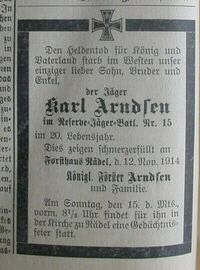 Den Heldentod für König und
Vaterland starb im Westen unser
einziger lieber Sohn, Bruder und
Enkel,
der Jäger
Karl Arndsen
im Reserve-Jäger-Batl. Nr. 15
im 20. Lebensjahr.
Dies zeigen schmerzerfüllt an
Forsthaus Rädel, d. 12. Nov. 1914
Königl. Förster Arndsen
und Familie.
Am Sonntag, den 15. d. Mts.,
vorm. 8½ Uhr findet für ihn in
der Kirche zu Rädel eine Gedächtnis-
feier statt.